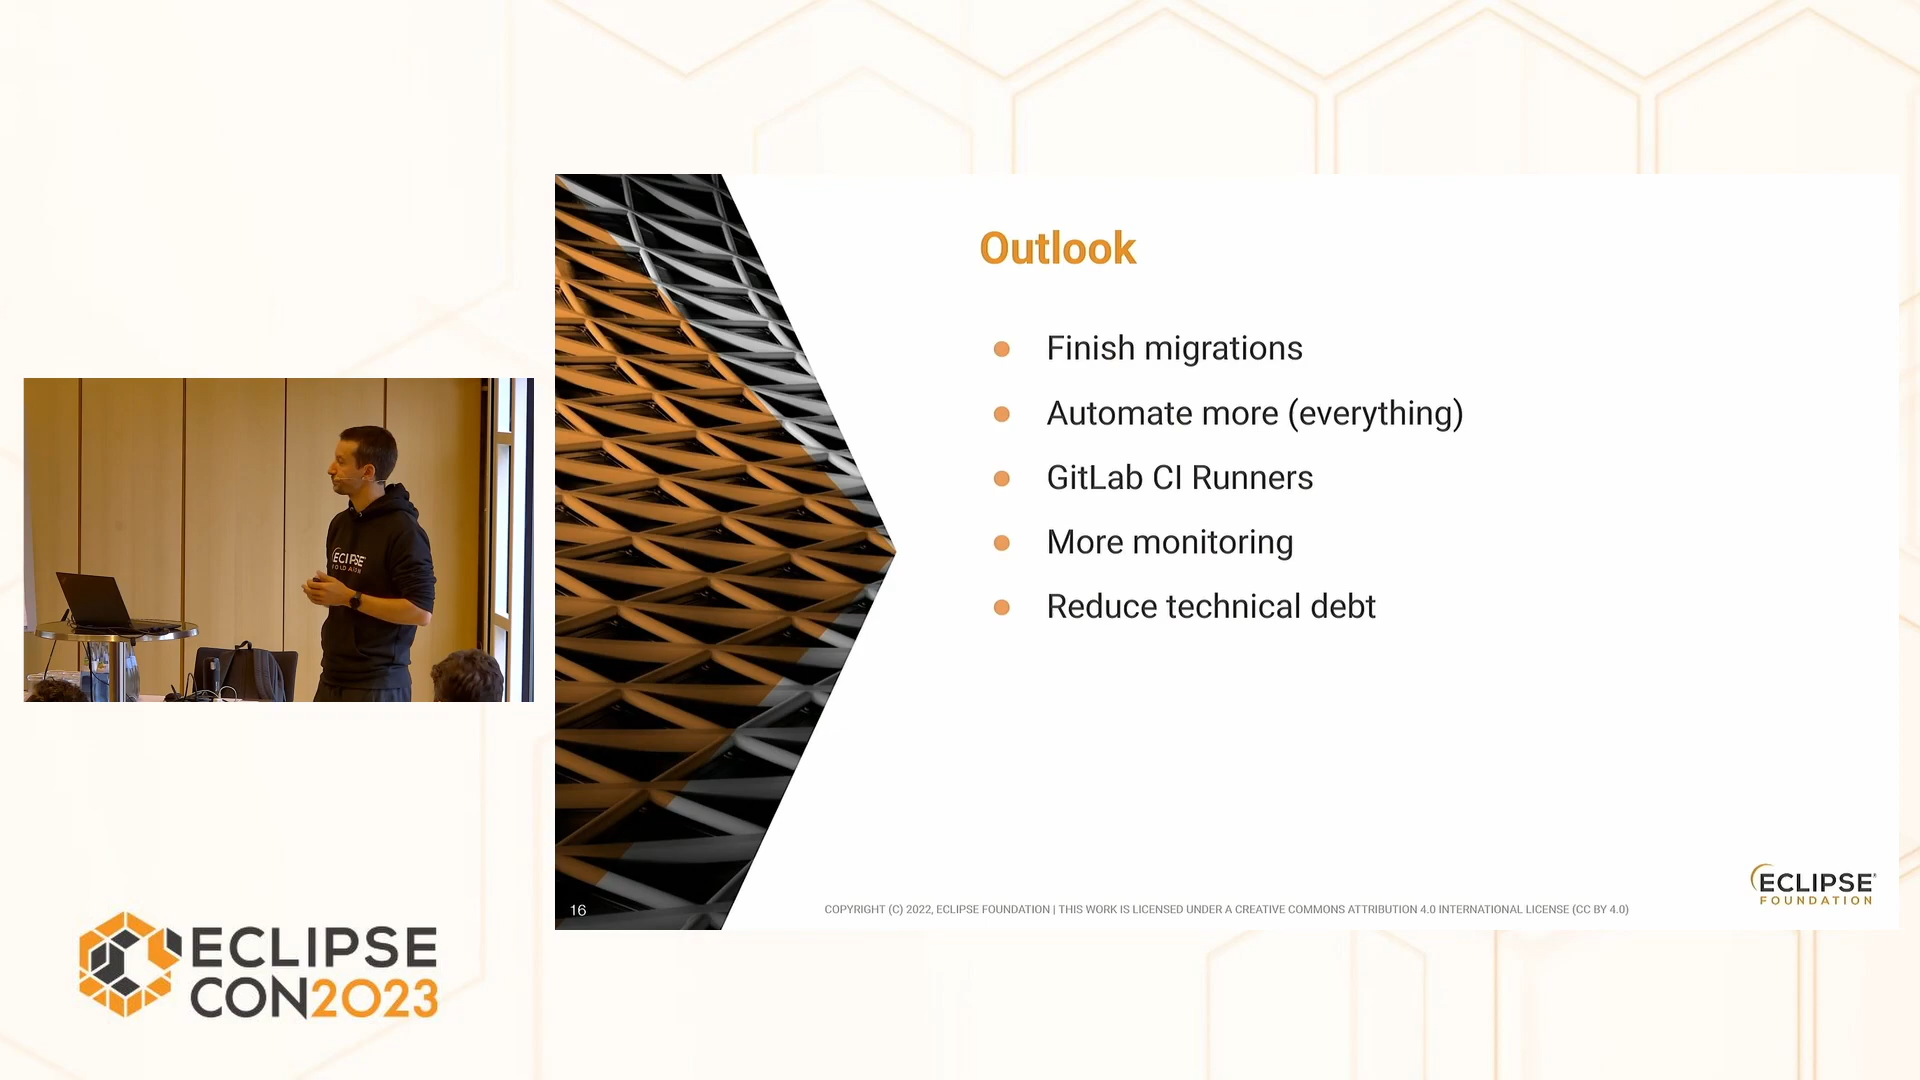 Outlook
Finish migrations
Automate more (everything)
GitLab CI Runners
More monitoring
Reduce technical debt
ECLIPSE
ECLIPSE
FOUNDATION
16
COPYRIGHT (C) 2022, ECLIPSE FOUNDATION | THIS WORK IS LICENSED UNDER A CREATIVE COMMONS ATTRIBUTION 4.0 INTERNATIONAL LICENSE (CC BY 4.0)
ECLIPSE
CON2023